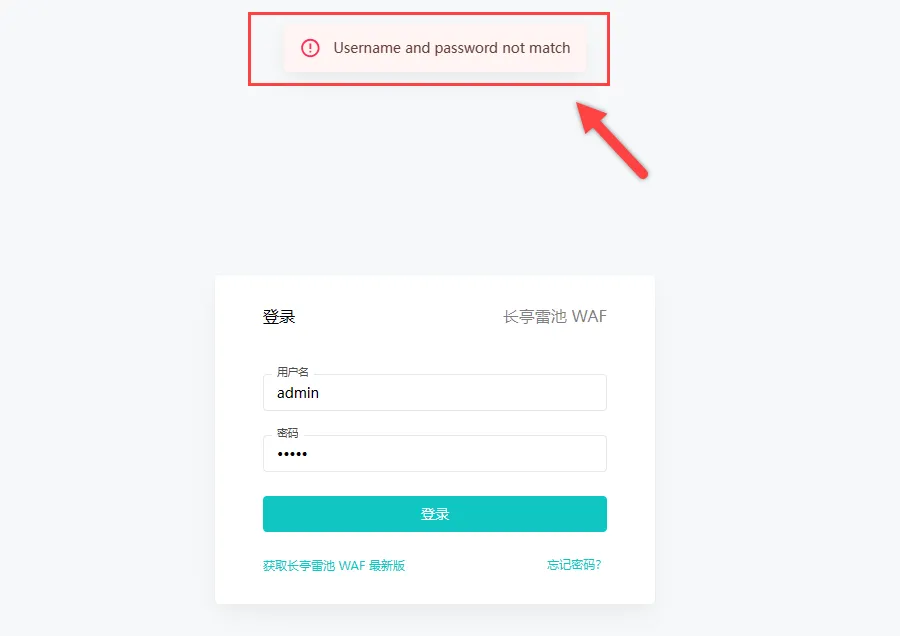 Username and password not match
登录
长亭雷池 WAF
用户名
admin
密码
•••••
登录
获取长亭雷池 WAF 最新版
忘记密码?